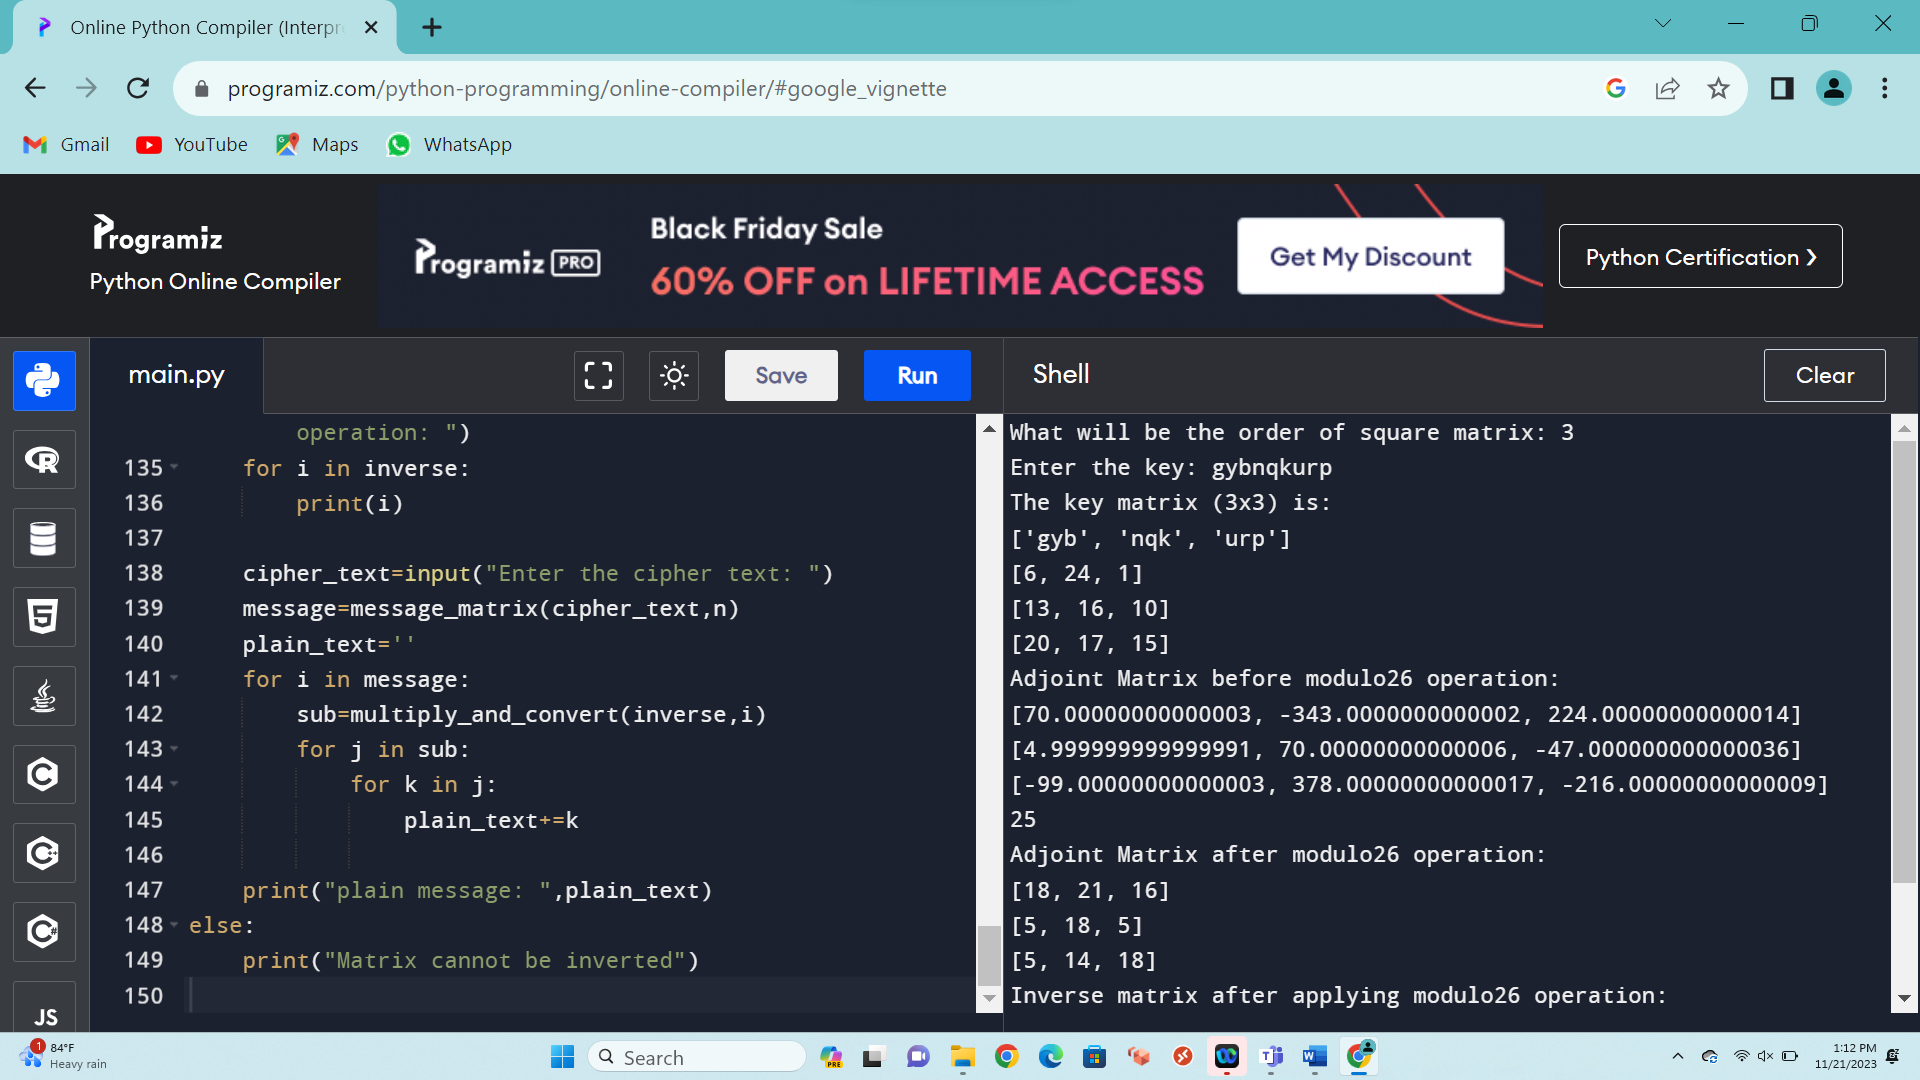 Online Python Compiler (Interpr
programiz.com/python-programming/online-compiler/#google_vignette
Gmail YouTube Maps WhatsApp
Programiz
Python Online Compiler
Programiz PRO
Black Friday Sale
60% OFF on LIFETIME ACCESS
Get My Discount
Python Certification ❯
main.py
Save
Run
Shell
Clear
operation: ")
135 for i in inverse:
136 print(i)
137
138 cipher_text=input("Enter the cipher text: ")
139 message=message_matrix(cipher_text,n)
140 plain_text=''
141 for i in message:
142 sub=multiply_and_convert(inverse,i)
143 for j in sub:
144 for k in j:
145 plain_text+=k
146
147 print("plain message: ",plain_text)
148 else:
149 print("Matrix cannot be inverted")
150
What will be the order of square matrix: 3
Enter the key: gybnqkurp
The key matrix (3x3) is:
['gyb', 'nqk', 'urp']
[6, 24, 1]
[13, 16, 10]
[20, 17, 15]
Adjoint Matrix before modulo26 operation:
[70.00000000000003, -343.0000000000002, 224.00000000000014]
[4.999999999999991, 70.00000000000006, -47.000000000000036]
[-99.00000000000003, 378.00000000000017, -216.00000000000009]
25
Adjoint Matrix after modulo26 operation:
[18, 21, 16]
[5, 18, 5]
[5, 14, 18]
Inverse matrix after applying modulo26 operation:
JS
1
84°F
Heavy rain
Search
PRE
1:12 PM
11/21/2023